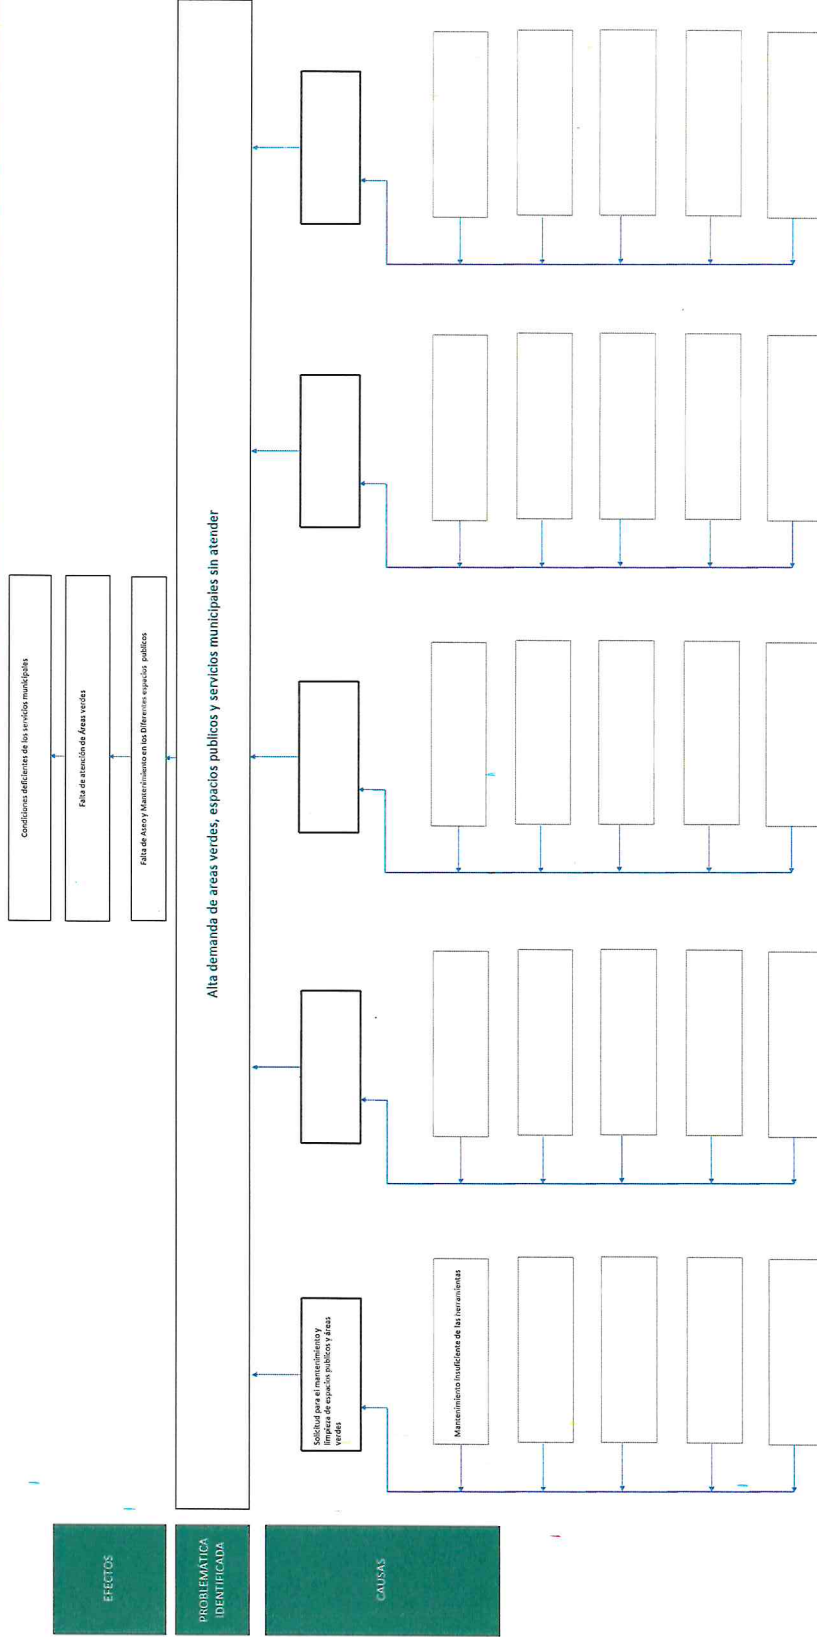 EFECTOS
Condiciones deficientes de los servicios municipales
Falta de atención de Áreas verdes
Falta de Aseo y Mantenimiento en los Diferentes espacios publicos
PROBLEMÁTICA
IDENTIFICADA
Alta demanda de areas verdes, espacios publicos y servicios municipales sin atender
CAUSAS
Solicitud para el mantenimiento y
limpieza de espacios publicos y áreas
verdes
Mantenimiento insuficiente de las herramientas